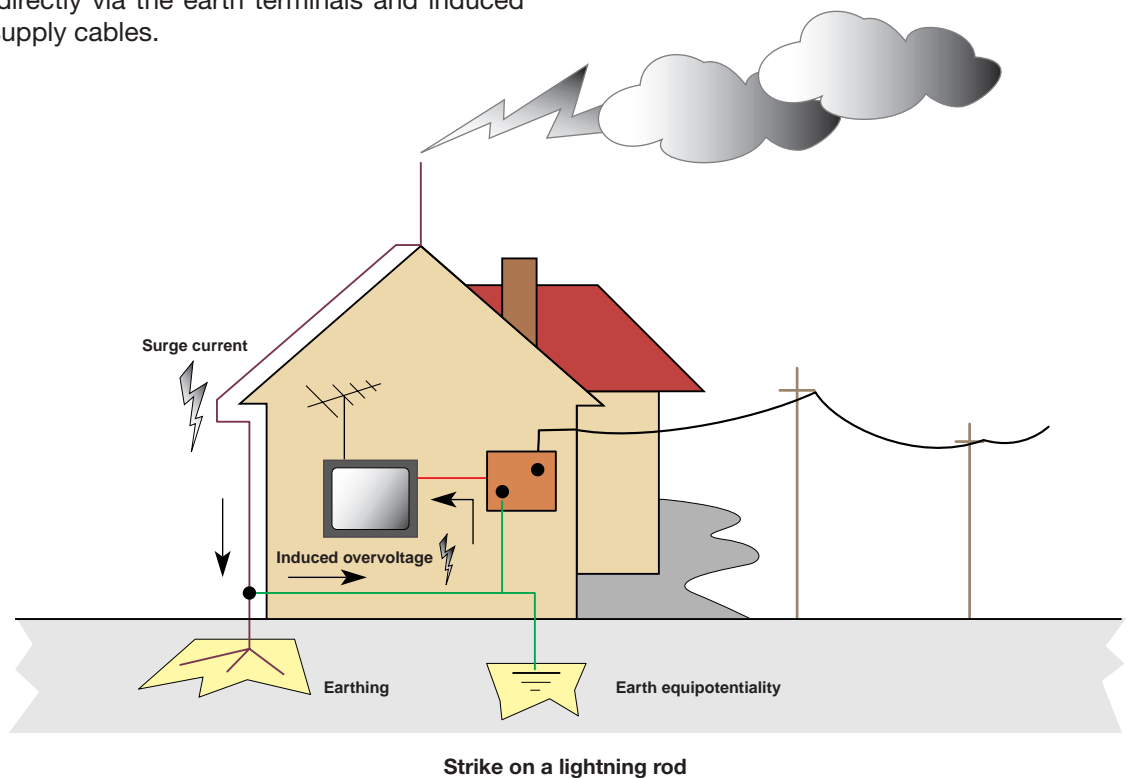 directly via the earth terminals and induced
supply cables.
Surge current
Induced overvoltage
Earthing
Earth equipotentiality
Strike on a lightning rod